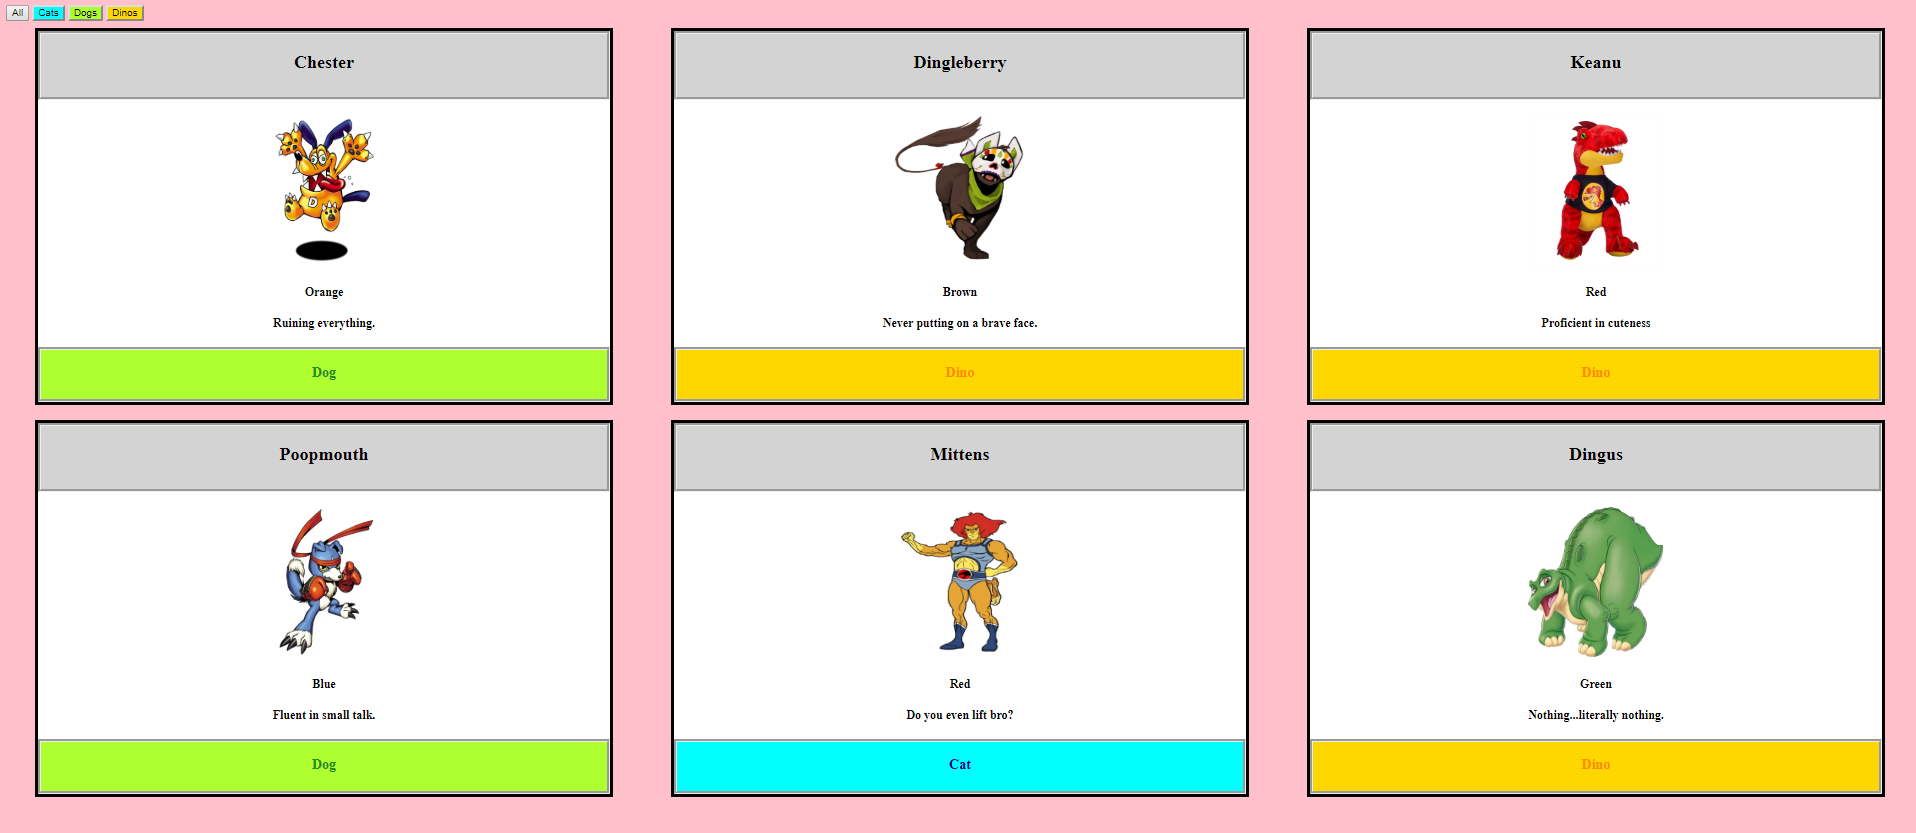 All Cats Dogs Dinos
Chester
D
Orange
Ruining everything.
Dog
Dingleberry
Brown
Never putting on a brave face.
Dino
Keanu
Red
Proficient in cuteness
Dino
Poopmouth
Blue
Fluent in small talk.
Dog
Mittens
Red
Do you even lift bro?
Cat
Dingus
Green
Nothing...literally nothing.
Dino